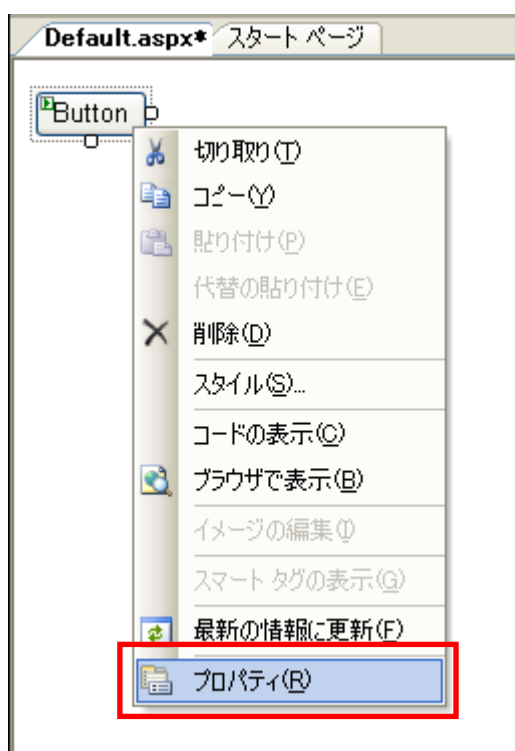 Default.aspx* スタート ページ
Button
切り取り(T)
コピー(Y)
貼り付け(P)
代替の貼り付け(E)
削除(D)
スタイル(S)...
コードの表示(C)
ブラウザで表示(B)
イメージの編集(I)
スマート タグの表示(G)
最新の情報に更新(F)
プロパティ(R)